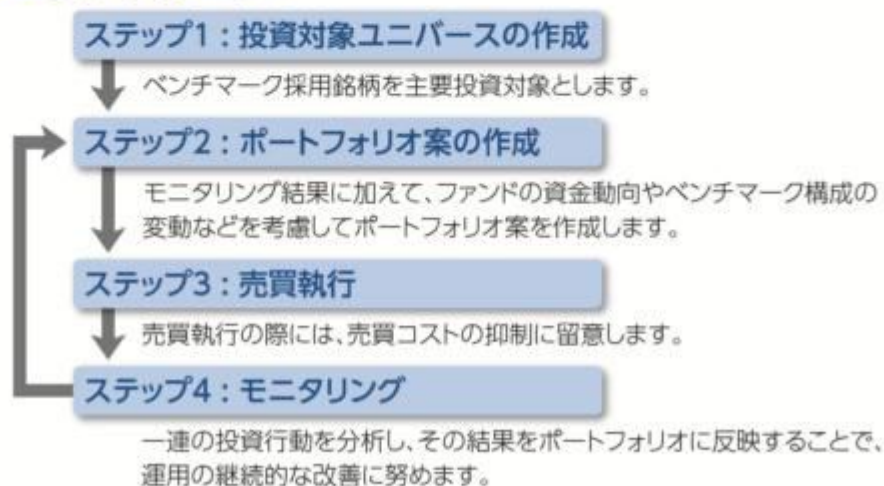 ステップ1：投資対象ユニバースの作成
ベンチマーク採用銘柄を主要投資対象とします。
ステップ2：ポートフォリオ案の作成
モニタリング結果に加えて、ファンドの資金動向やベンチマーク構成の
変動などを考慮してポートフォリオ案を作成します。
ステップ3：売買執行
売買執行の際には、売買コストの抑制に留意します。
ステップ4：モニタリング
一連の投資行動を分析し、その結果をポートフォリオに反映することで、
運用の継続的な改善に努めます。